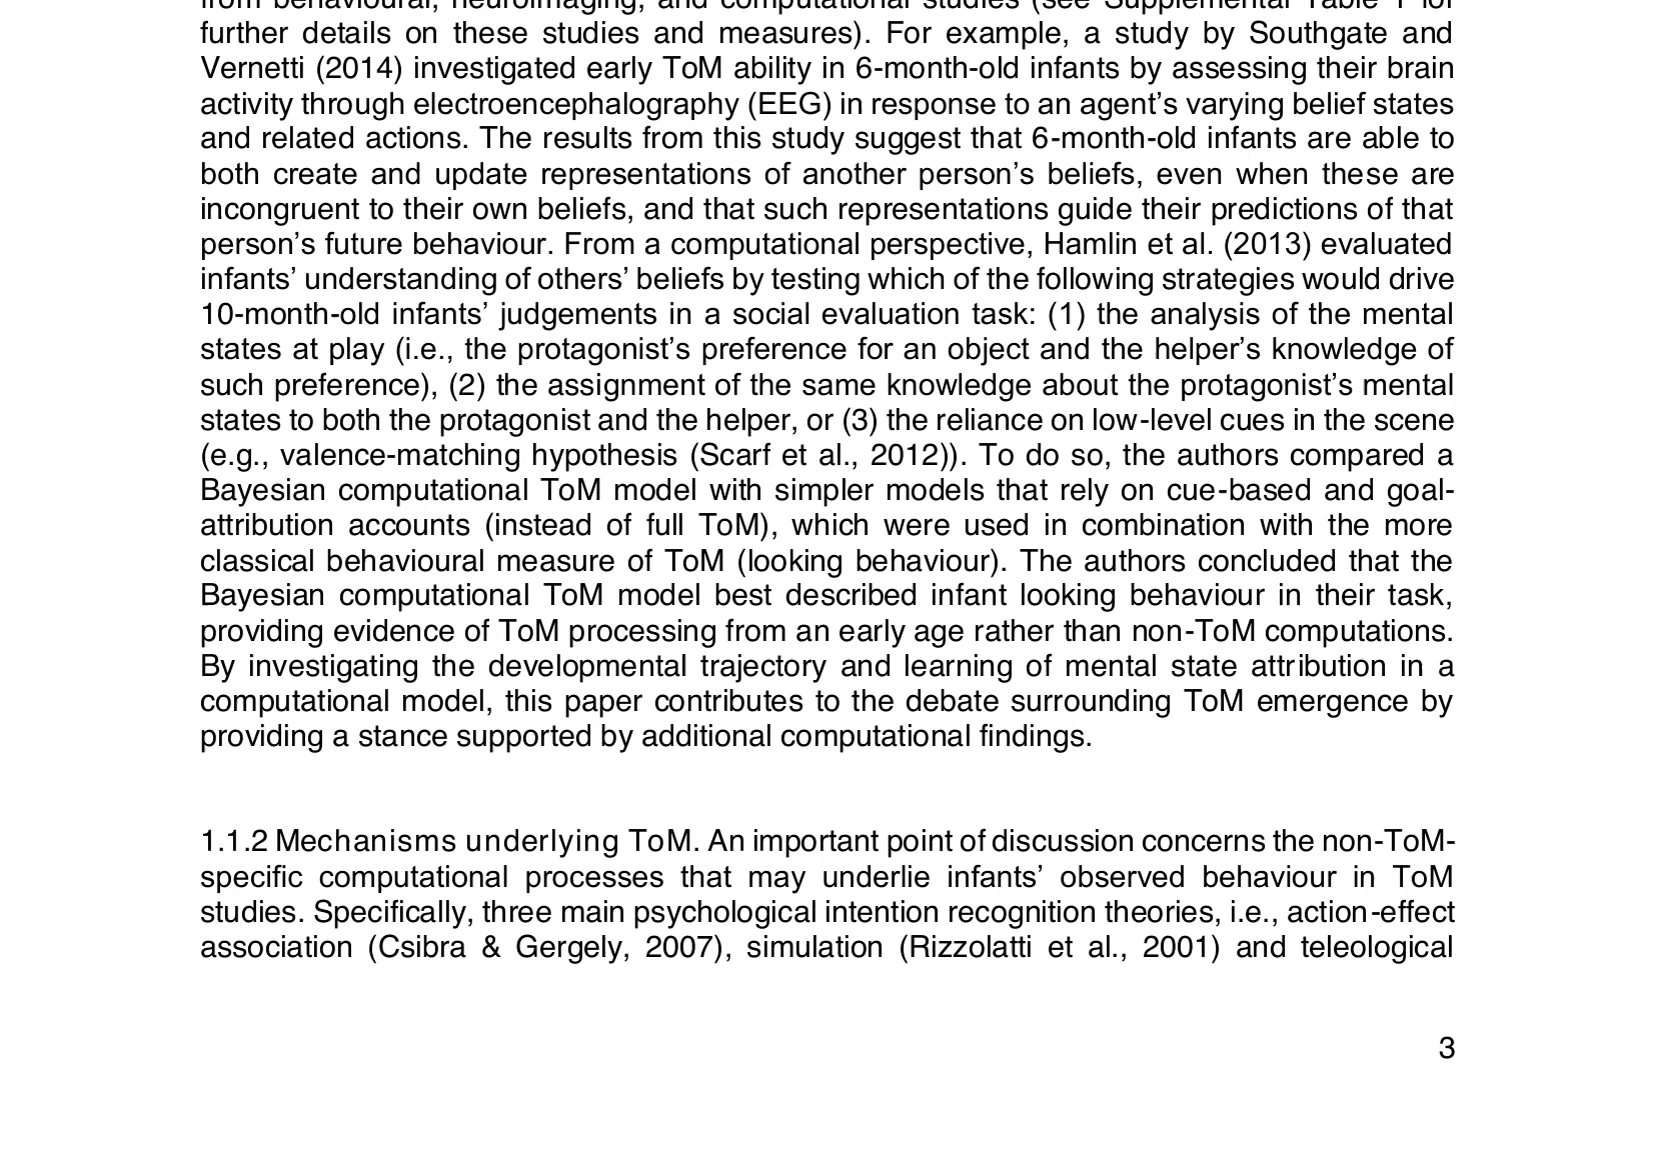 from behavioural, neuroimaging, and computational studies (see Supplemental Table 1 for
further details on these studies and measures). For example, a study by Southgate and
Vernetti (2014) investigated early ToM ability in 6-month-old infants by assessing their brain
activity through electroencephalography (EEG) in response to an agent’s varying belief states
and related actions. The results from this study suggest that 6-month-old infants are able to
both create and update representations of another person’s beliefs, even when these are
incongruent to their own beliefs, and that such representations guide their predictions of that
person’s future behaviour. From a computational perspective, Hamlin et al. (2013) evaluated
infants’ understanding of others’ beliefs by testing which of the following strategies would drive
10-month-old infants’ judgements in a social evaluation task: (1) the analysis of the mental
states at play (i.e., the protagonist’s preference for an object and the helper’s knowledge of
such preference), (2) the assignment of the same knowledge about the protagonist’s mental
states to both the protagonist and the helper, or (3) the reliance on low-level cues in the scene
(e.g., valence-matching hypothesis (Scarf et al., 2012)). To do so, the authors compared a
Bayesian computational ToM model with simpler models that rely on cue-based and goal-
attribution accounts (instead of full ToM), which were used in combination with the more
classical behavioural measure of ToM (looking behaviour). The authors concluded that the
Bayesian computational ToM model best described infant looking behaviour in their task,
providing evidence of ToM processing from an early age rather than non-ToM computations.
By investigating the developmental trajectory and learning of mental state attribution in a
computational model, this paper contributes to the debate surrounding ToM emergence by
providing a stance supported by additional computational findings.
1.1.2 Mechanisms underlying ToM. An important point of discussion concerns the non-ToM-
specific computational processes that may underlie infants’ observed behaviour in ToM
studies. Specifically, three main psychological intention recognition theories, i.e., action-effect
association (Csibra & Gergely, 2007), simulation (Rizzolatti et al., 2001) and teleological
3